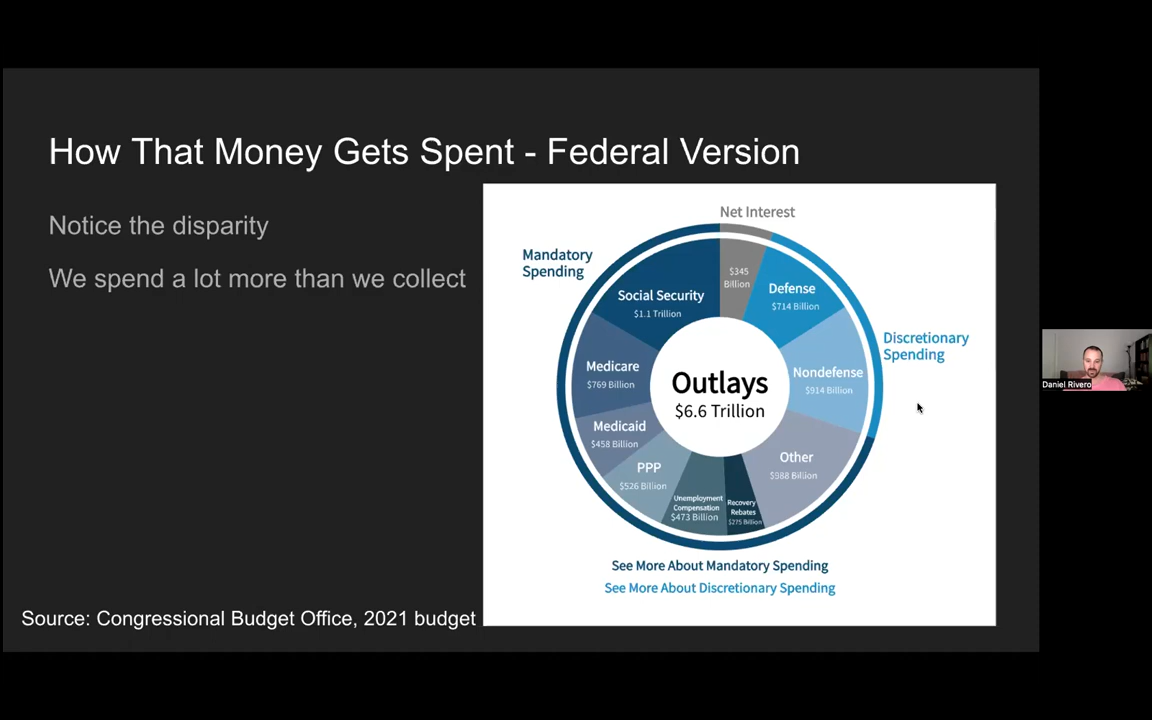 How That Money Gets Spent - Federal Version
Notice the disparity
We spend a lot more than we collect
Net Interest
$345
Billion
Mandatory
Spending
Social Security
$1.1 Trillion
Defense
$714 Billion
Discretionary
Spending
Medicare
$769 Billion
Nondefense
$914 Billion
Outlays
$6.6 Trillion
Medicaid
$458 Billion
Other
$988 Billion
PPP
$526 Billion
Unemployment
Compensation
$473 Billion
Recovery
Rebates
$275 Billion
See More About Mandatory Spending
See More About Discretionary Spending
Source: Congressional Budget Office, 2021 budget
Daniel Rivero